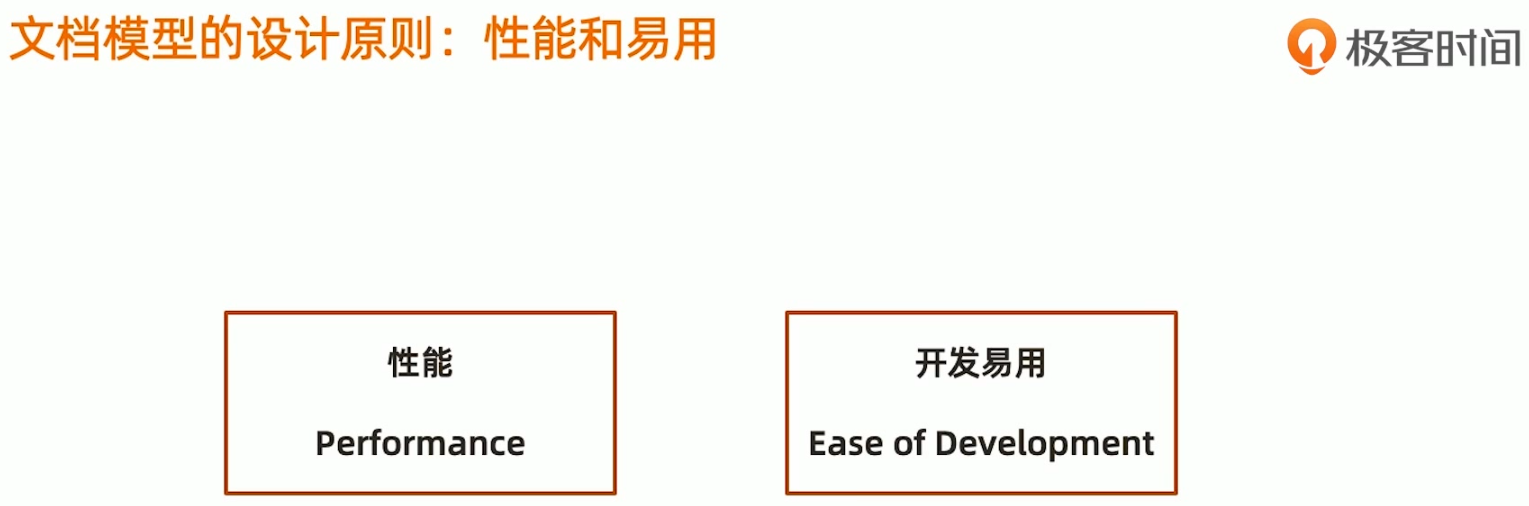 文档模型的设计原则：性能和易用
极客时间
性能
Performance
开发易用
Ease of Development